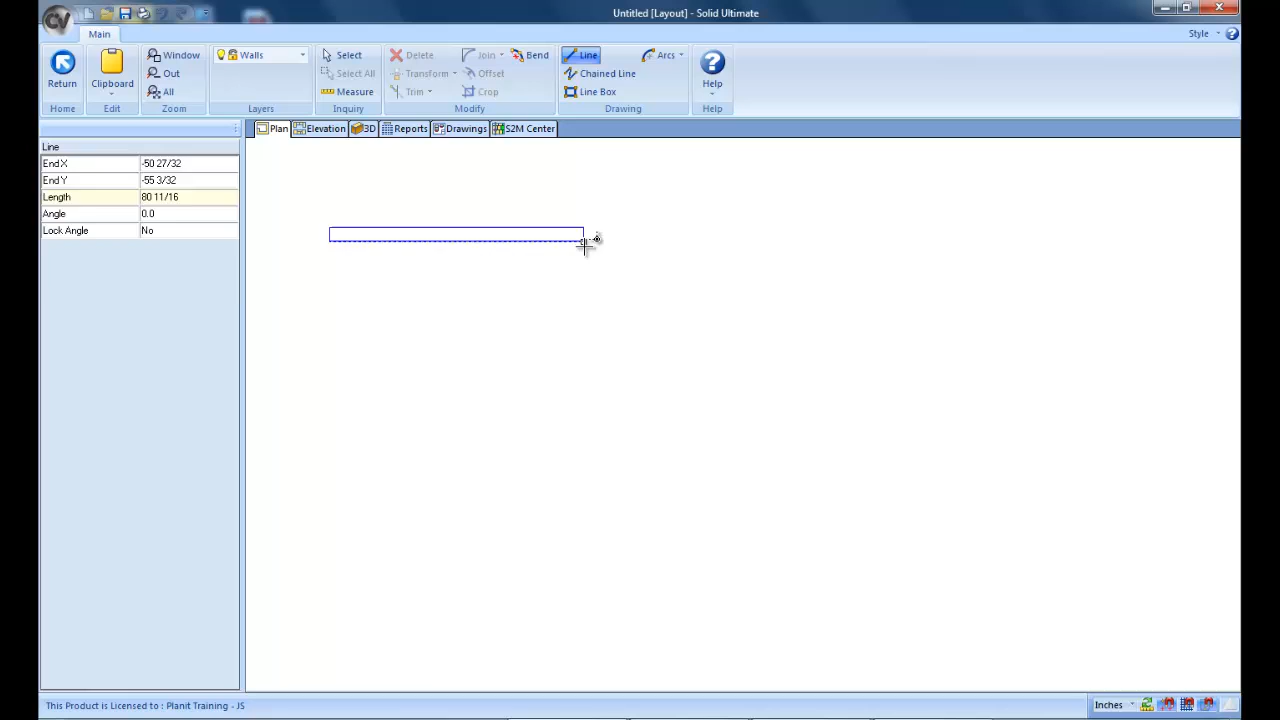 Untitled [Layout] - Solid Ultimate
CV
Main
Style
Return
Clipboard
Window
Out
All
Walls
Select
Select All
Measure
Delete
Transform
Trim
Join
Offset
Crop
Bend
Line
Chained Line
Line Box
Arcs
Help
Home
Edit
Zoom
Layers
Inquiry
Modify
Drawing
Help
Plan
Elevation
3D
Reports
Drawings
S2M Center
Line
End X -50 27/32
End Y -55 3/32
Length 80 11/16
Angle 0.0
Lock Angle No
This Product is Licensed to : Planit Training - JS
Inches